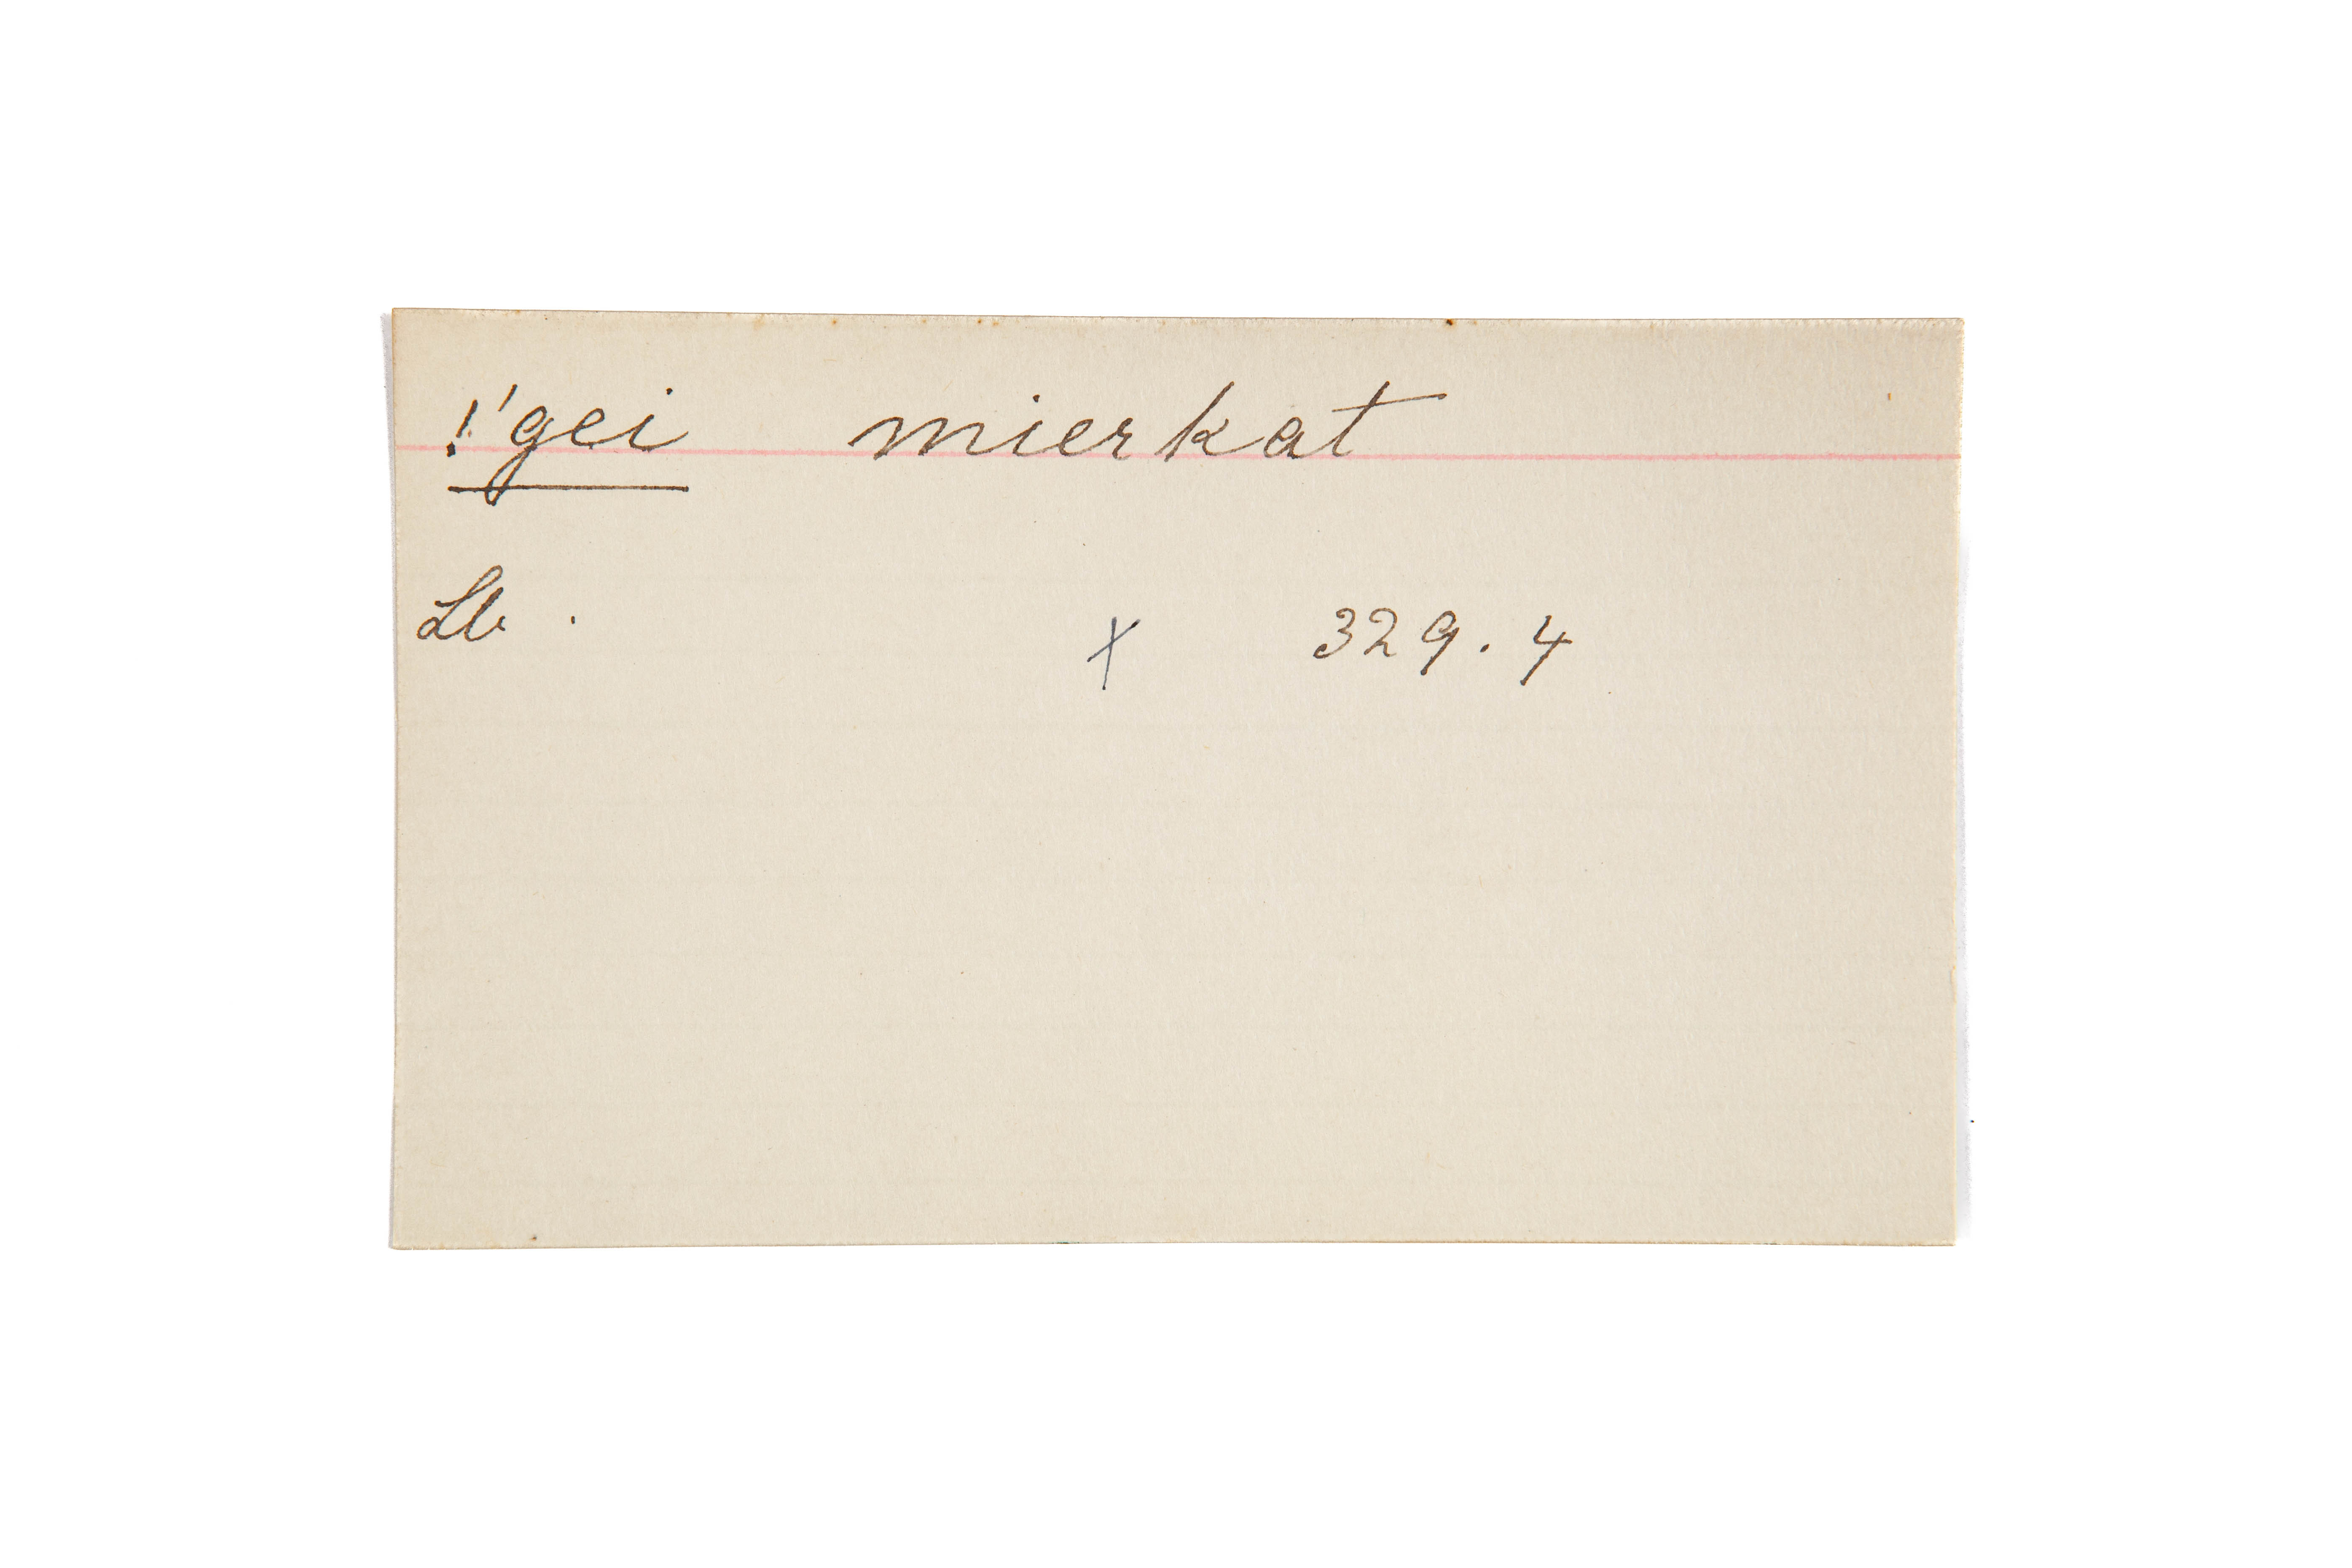 !'gei mierkat
Lb. x 329.4